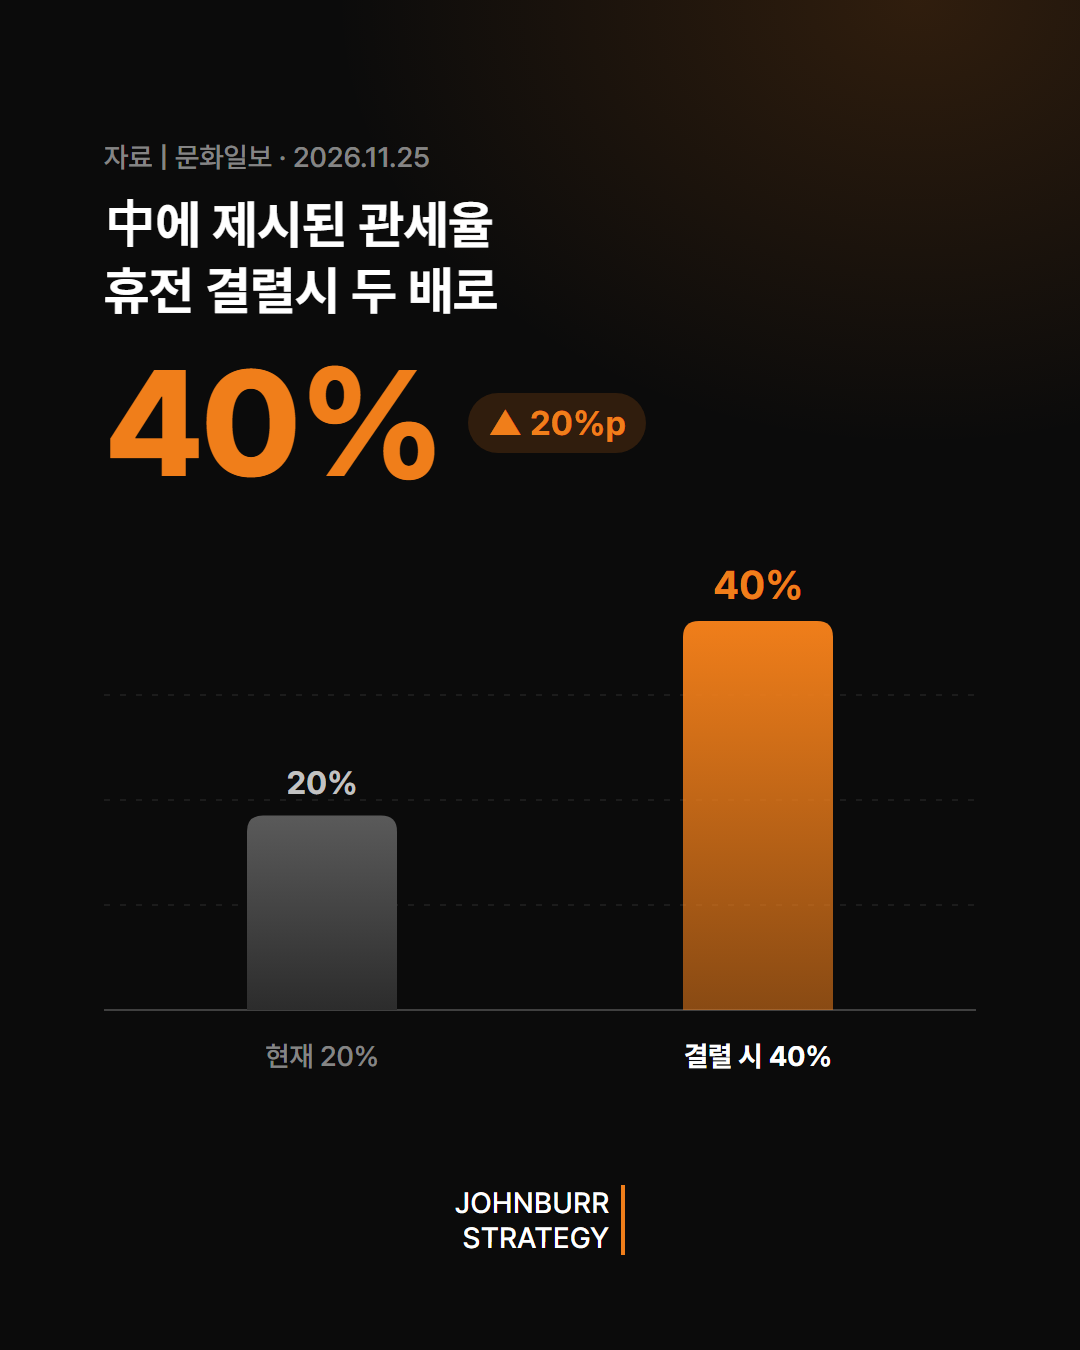 자료 | 문화일보 · 2026.11.25
中에 제시된 관세율
휴전 결렬시 두 배로
40% ▲ 20%p
40%
20%
현재 20% 결렬 시 40%
JOHNBURR
STRATEGY